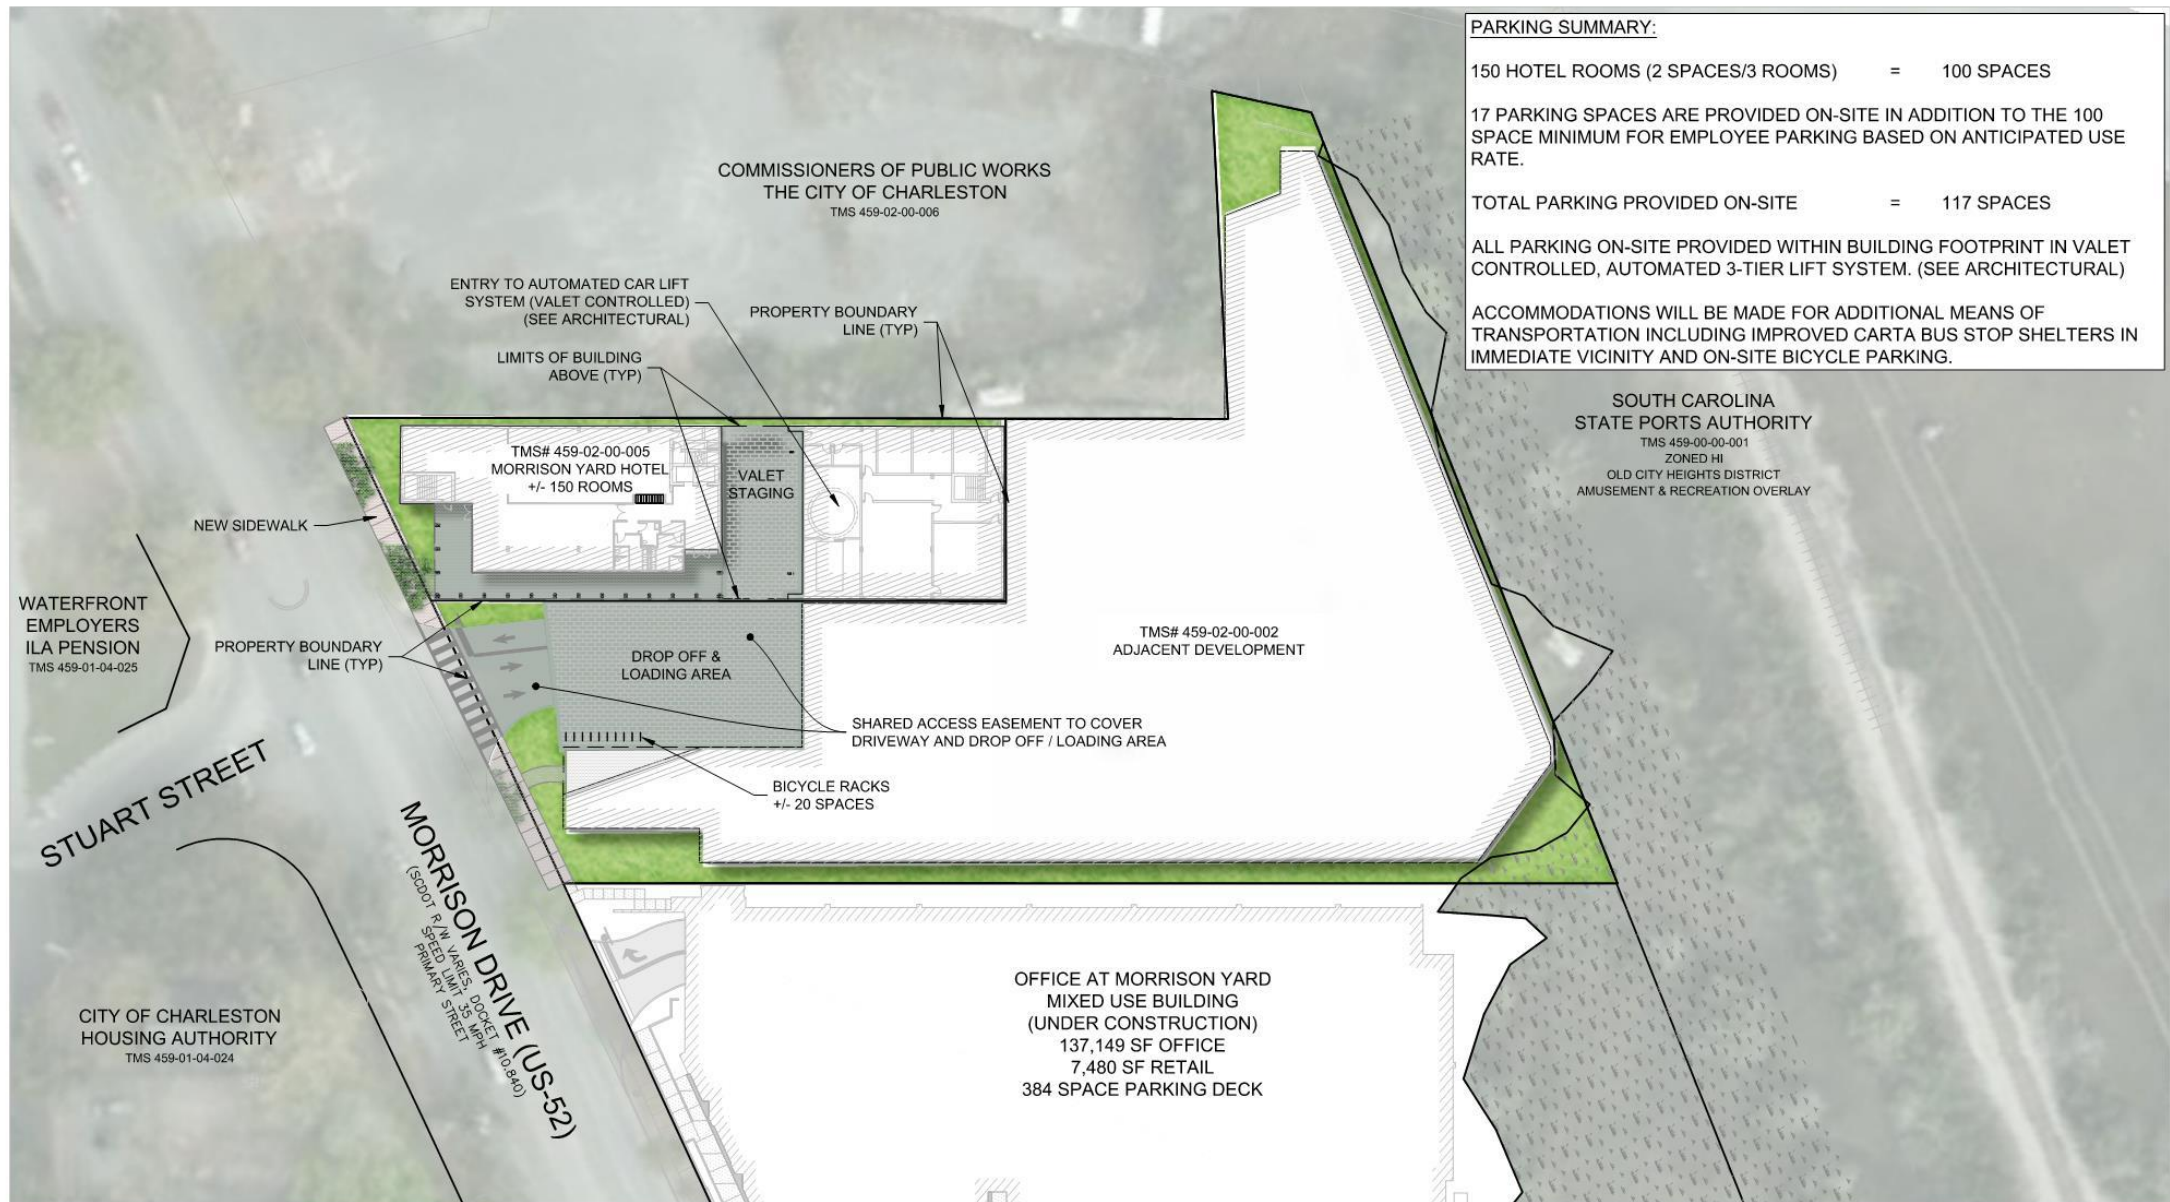 PARKING SUMMARY:
150 HOTEL ROOMS (2 SPACES/3 ROOMS) = 100 SPACES
17 PARKING SPACES ARE PROVIDED ON-SITE IN ADDITION TO THE 100
SPACE MINIMUM FOR EMPLOYEE PARKING BASED ON ANTICIPATED USE
RATE.
TOTAL PARKING PROVIDED ON-SITE = 117 SPACES
ALL PARKING ON-SITE PROVIDED WITHIN BUILDING FOOTPRINT IN VALET
CONTROLLED, AUTOMATED 3-TIER LIFT SYSTEM. (SEE ARCHITECTURAL)
ACCOMMODATIONS WILL BE MADE FOR ADDITIONAL MEANS OF
TRANSPORTATION INCLUDING IMPROVED CARTA BUS STOP SHELTERS IN
IMMEDIATE VICINITY AND ON-SITE BICYCLE PARKING.
COMMISSIONERS OF PUBLIC WORKS
THE CITY OF CHARLESTON
TMS 459-02-00-006
ENTRY TO AUTOMATED CAR LIFT
SYSTEM (VALET CONTROLLED)
(SEE ARCHITECTURAL)
PROPERTY BOUNDARY
LINE (TYP)
LIMITS OF BUILDING
ABOVE (TYP)
SOUTH CAROLINA
STATE PORTS AUTHORITY
TMS 459-00-00-001
ZONED HI
OLD CITY HEIGHTS DISTRICT
AMUSEMENT & RECREATION OVERLAY
TMS# 459-02-00-005
MORRISON YARD HOTEL
+/- 150 ROOMS
VALET
STAGING
NEW SIDEWALK
WATERFRONT
EMPLOYERS
ILA PENSION
TMS 459-01-04-025
PROPERTY BOUNDARY
LINE (TYP)
DROP OFF &
LOADING AREA
TMS# 459-02-00-002
ADJACENT DEVELOPMENT
SHARED ACCESS EASEMENT TO COVER
DRIVEWAY AND DROP OFF / LOADING AREA
BICYCLE RACKS
+/- 20 SPACES
STUART STREET
MORRISON DRIVE (US-52)
(SCDOT R/W VARIES, DOCKET #10.840)
SPEED LIMIT 35 MPH
PRIMARY STREET
CITY OF CHARLESTON
HOUSING AUTHORITY
TMS 459-01-04-024
OFFICE AT MORRISON YARD
MIXED USE BUILDING
(UNDER CONSTRUCTION)
137,149 SF OFFICE
7,480 SF RETAIL
384 SPACE PARKING DECK